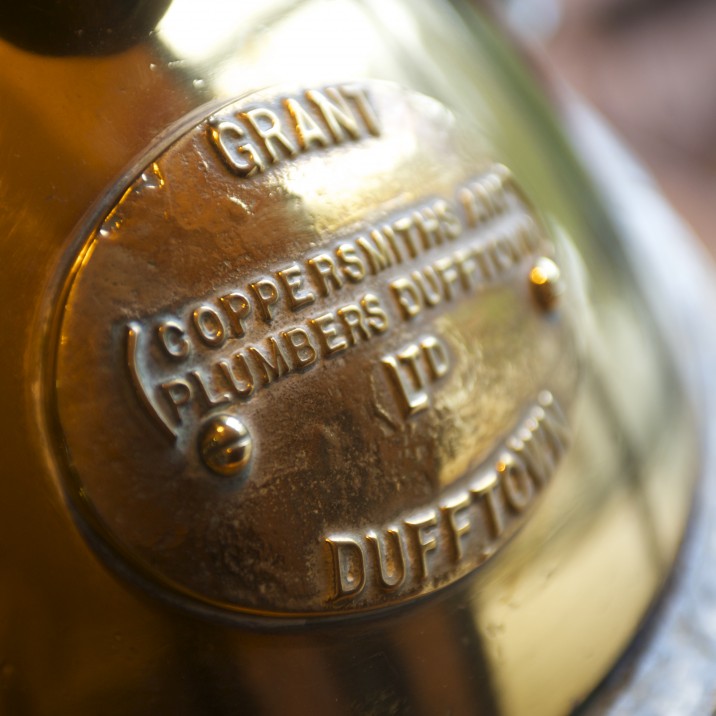 GRANT
(COPPERSMITHS AND
PLUMBERS DUFFTOWN
LTD
DUFFTOWN